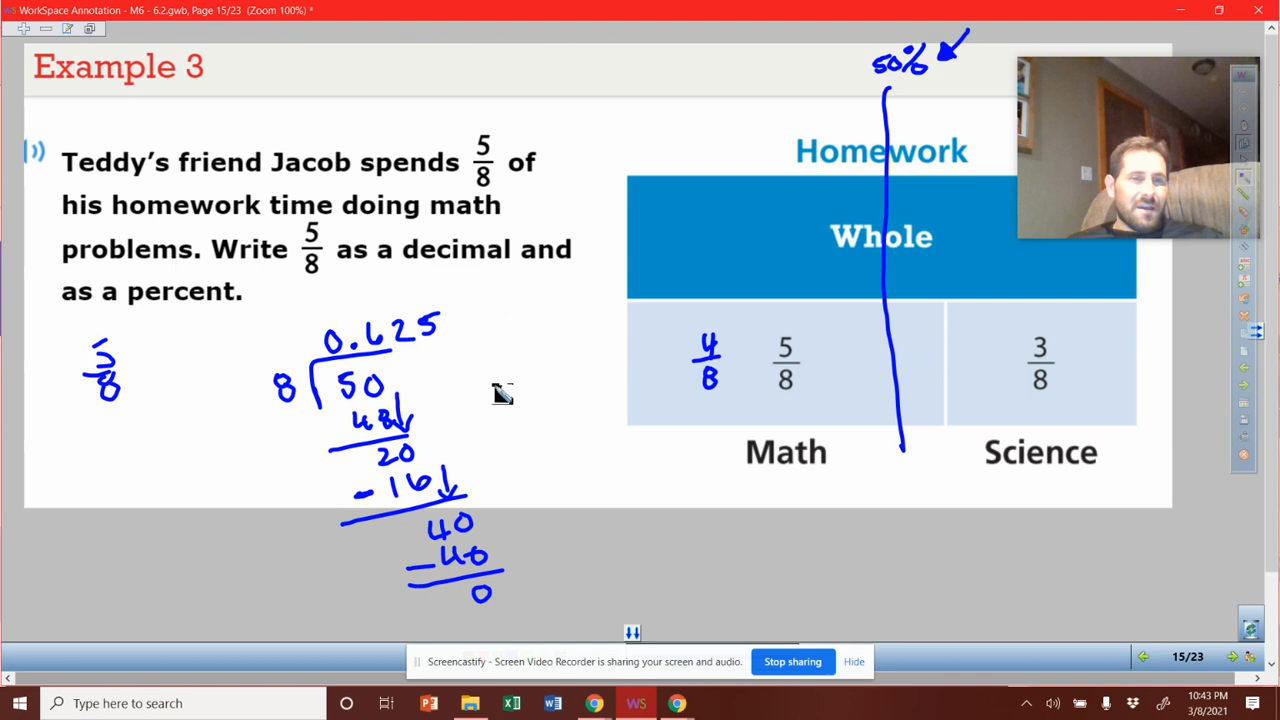 WorkSpace Annotation - M6 - 6.2.gwb, Page 15/23 (Zoom 100%) *
Example 3
50%
Teddy's friend Jacob spends 5/8 of
his homework time doing math
problems. Write 5/8 as a decimal and
as a percent.
Homework
Whole
4/8 5/8
3/8
Math
Science
5/8
0.625
8 50
48
20
- 16
40
- 40
0
Screencastify - Screen Video Recorder is sharing your screen and audio.
Stop sharing
Hide
15/23
Type here to search
10:43 PM
3/8/2021